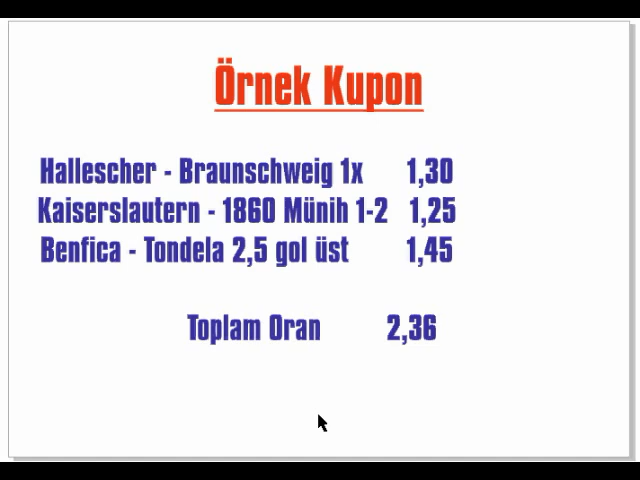 Örnek Kupon
Hallescher - Braunschweig 1x 1,30
Kaiserslautern - 1860 Münih 1-2 1,25
Benfica - Tondela 2,5 gol üst 1,45
Toplam Oran 2,36